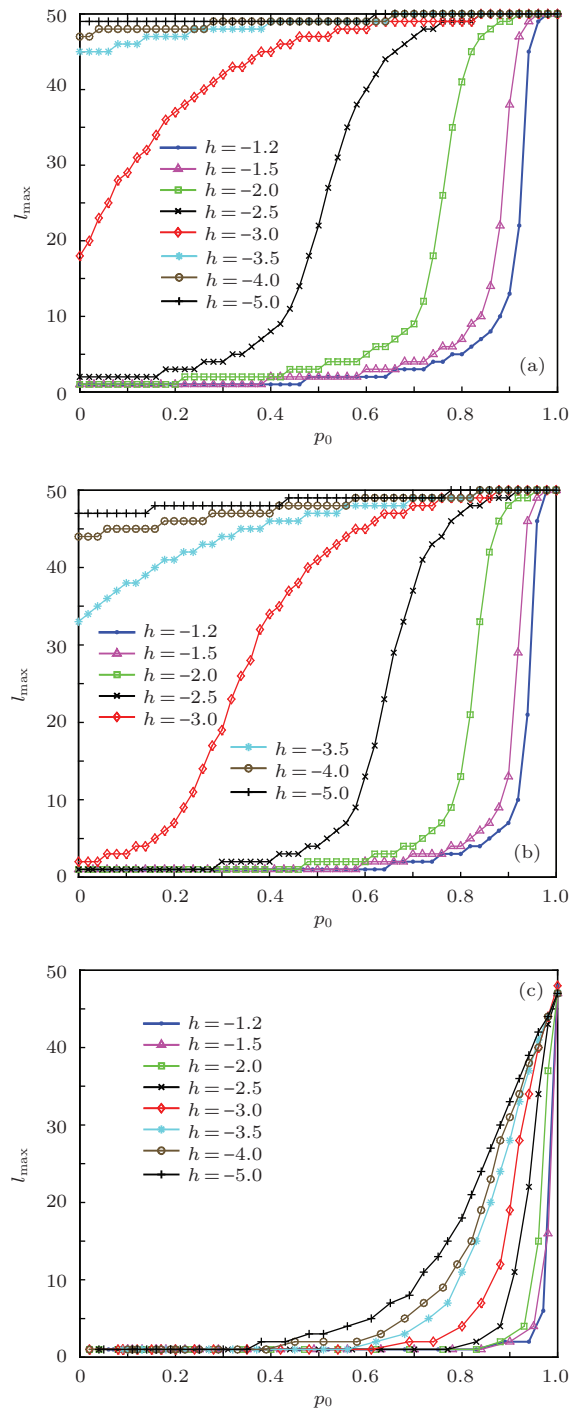 50
40
30
20
10
0
l_max
h = −1.2
h = −1.5
h = −2.0
h = −2.5
h = −3.0
h = −3.5
h = −4.0
h = −5.0
(a)
0 0.2 0.4 0.6 0.8 1.0
p_0
50
40
30
20
10
0
l_max
h = −1.2
h = −1.5
h = −2.0
h = −2.5
h = −3.0
h = −3.5
h = −4.0
h = −5.0
(b)
0 0.2 0.4 0.6 0.8 1.0
p_0
(c)
50
40
30
20
10
0
l_max
h = −1.2
h = −1.5
h = −2.0
h = −2.5
h = −3.0
h = −3.5
h = −4.0
h = −5.0
0 0.2 0.4 0.6 0.8 1.0
p_0